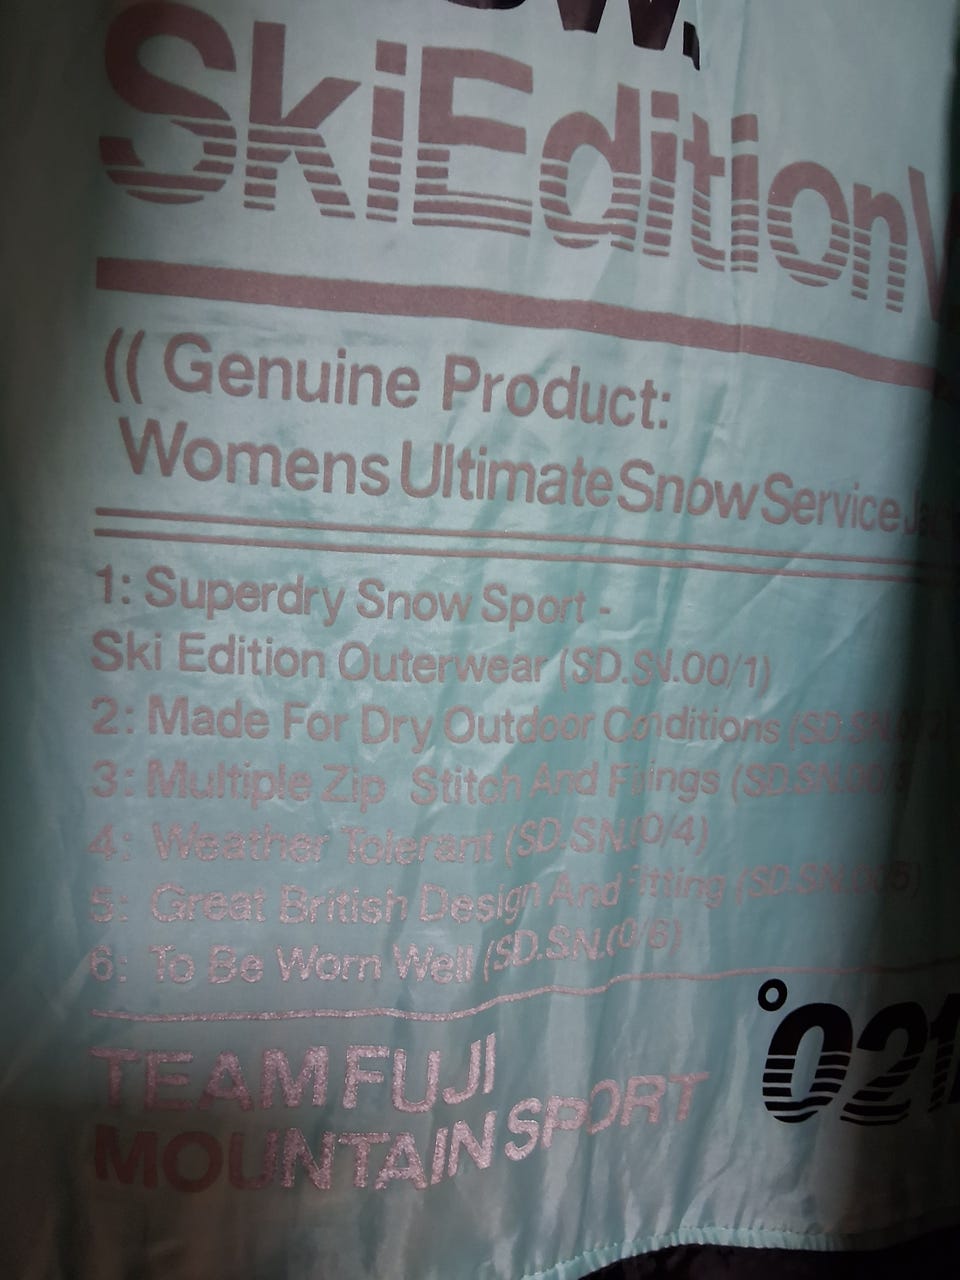 SkiEdition
(( Genuine Product:
Womens Ultimate Snow Service
1: Superdry Snow Sport -
Ski Edition Outerwear (SD.SN.00/1)
2: Made For Dry Outdoor Conditions
3: Multiple Zip Stitch And
4: Weather Tolerant
5: Great British Design And Fitting
6: To Be Worn Well
TEAM FUJI
MOUNTAIN SPORT
°021